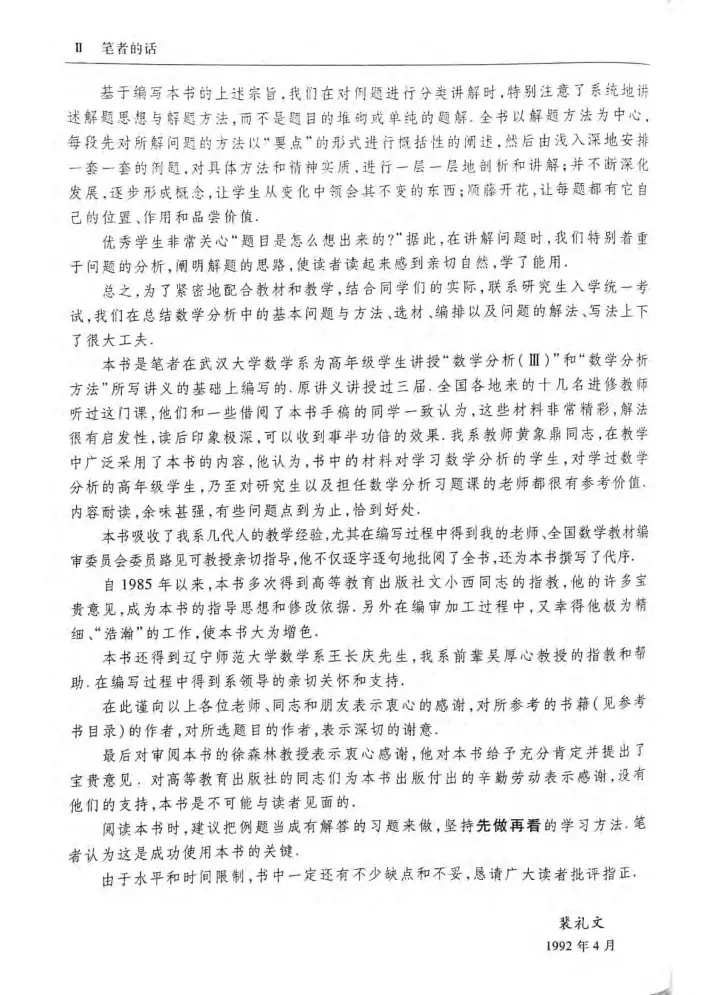 Ⅱ 笔者的话
基于编写本书的上述宗旨,我们在对例题进行分类讲解时,特别注意了系统地讲
述解题思想与解题方法,而不是题目的堆砌或单纯的题解.全书以解题方法为中心,
每段先对所解问题的方法以“要点”的形式进行概括性的阐述,然后由浅入深地安排
一套一套的例题,对具体方法和精神实质,进行一层一层地剖析和讲解;并不断深化
发展,逐步形成概念,让学生从变化中领会其不变的东西;顺藤开花,让每题都有它自
己的位置、作用和品尝价值.
优秀学生非常关心“题目是怎么想出来的?”据此,在讲解问题时,我们特别着重
于问题的分析,阐明解题的思路,使读者读起来感到亲切自然,学了能用.
总之,为了紧密地配合教材和教学,结合同学们的实际,联系研究生入学统一考
试,我们在总结数学分析中的基本问题与方法、选材、编排以及问题的解法、写法上下
了很大工夫.
本书是笔者在武汉大学数学系为高年级学生讲授“数学分析(Ⅲ)”和“数学分析
方法”所写讲义的基础上编写的.原讲义讲授过三届.全国各地来的十几名进修教师
听过这门课,他们和一些借阅了本书手稿的同学一致认为,这些材料非常精彩,解法
很有启发性,读后印象极深,可以收到事半功倍的效果.我系教师黄象鼎同志,在教学
中广泛采用了本书的内容,他认为,书中的材料对学习数学分析的学生,对学过数学
分析的高年级学生,乃至对研究生以及担任数学分析习题课的老师都很有参考价值.
内容耐读,余味甚强,有些问题点到为止,恰到好处.
本书吸收了我系几代人的教学经验,尤其在编写过程中得到我的老师、全国数学教材编
审委员会委员路见可教授亲切指导,他不仅逐字逐句地批阅了全书,还为本书撰写了代序.
自 1985 年以来,本书多次得到高等教育出版社文小西同志的指教,他的许多宝
贵意见,成为本书的指导思想和修改依据.另外在编审加工过程中,又幸得他极为精
细、“浩瀚”的工作,使本书大为增色.
本书还得到辽宁师范大学数学系王长庆先生,我系前辈吴厚心教授的指教和帮
助.在编写过程中得到系领导的亲切关怀和支持.
在此谨向以上各位老师、同志和朋友表示衷心的感谢,对所参考的书籍(见参考
书目录)的作者,对所选题目的作者,表示深切的谢意.
最后对审阅本书的徐森林教授表示衷心感谢,他对本书给予充分肯定并提出了
宝贵意见.对高等教育出版社的同志们为本书出版付出的辛勤劳动表示感谢,没有
他们的支持,本书是不可能与读者见面的.
阅读本书时,建议把例题当成有解答的习题来做,坚持先做再看的学习方法.笔
者认为这是成功使用本书的关键.
由于水平和时间限制,书中一定还有不少缺点和不妥,恳请广大读者批评指正.
裴礼文
1992 年 4 月